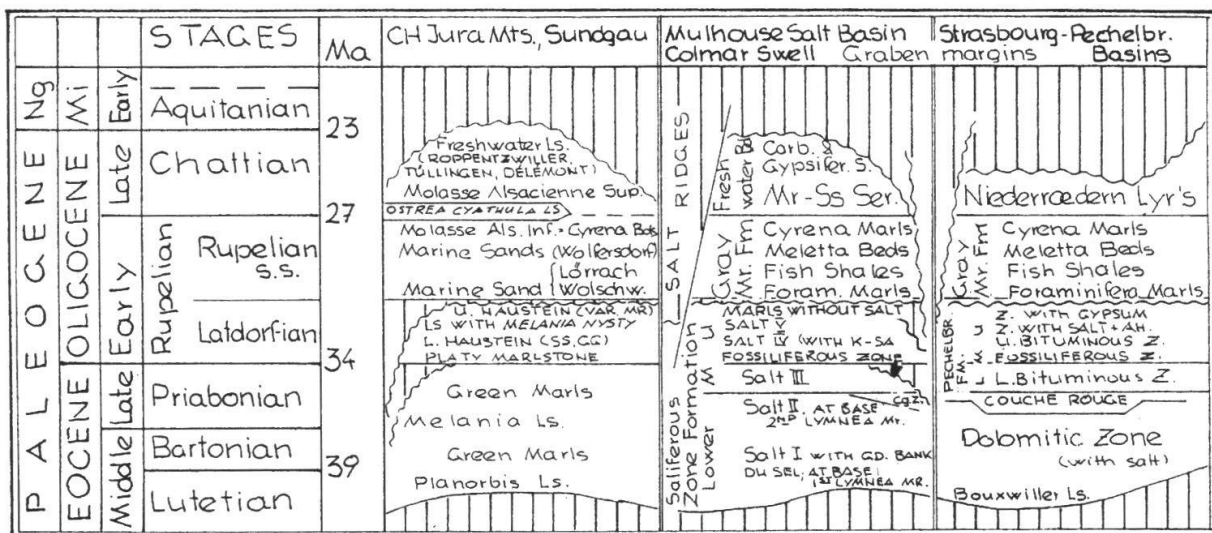 STAGES
Ma
CH Jura Mts., Sundgau
Mulhouse Salt Basin
Colmar Swell Graben margins
Strasbourg-Pechelbr.
Basins
PALEOGENE
Ng
EOCENE
OLIGOCENE
Mi
Middle
Late
Early
Late
Early
Aquitanian
Chattian
Rupelian
Rupelian
s.s.
Latdorfian
Priabonian
Bartonian
Lutetian
23
27
34
39
Freshwater Ls.
(ROPPENTZWILLER,
TÜLLINGEN, DELÉMONT)
Molasse Alsacienne Sup.
OSTREA CYATHULA LS
Molasse Als. Inf. = Cyrena Beds
Marine Sands (Wolfersdorf)
Lörrach
Marine Sand Wolschw.
U. HAUSTEIN (VAR. MR)
LS WITH MELANIA NYSTY
L. HAUSTEIN (SS, GG)
PLATY MARLSTONE
Green Marls
Melania Ls.
Green Marls
Planorbis Ls.
SALT RIDGES
Fresh
water
Carb. S
Gypsifer. S.
Mr-Ss Ser.
Gray
Mr. Fm
Cyrena Marls
Meletta Beds
Fish Shales
Foram. Marls
Saliferous
Zone Formation
Lower M U
MARLS WITHOUT SALT
SALT V
SALT IV (WITH K-SA
FOSSILIFEROUS ZONE
Salt III
Salt II. AT BASE
2ND LYMNEA Mr.
Salt I WITH GD. BANK
DU SEL; AT BASE:
1ST LYMNEA MR.
Niederrœdern Lyr's
Gray
Mr. Fm
Cyrena Marls
Meletta Beds
Fish Shales
Foraminifera Marls
PECHELBR.
FM.
L M U
Z. WITH GYPSUM
Z. WITH SALT + AH.
U. BITUMINOUS Z.
FOSSILIFEROUS Z.
L. Bituminous Z.
COUCHE ROUGE
Dolomitic Zone
(with salt)
Bouxwiller Ls.